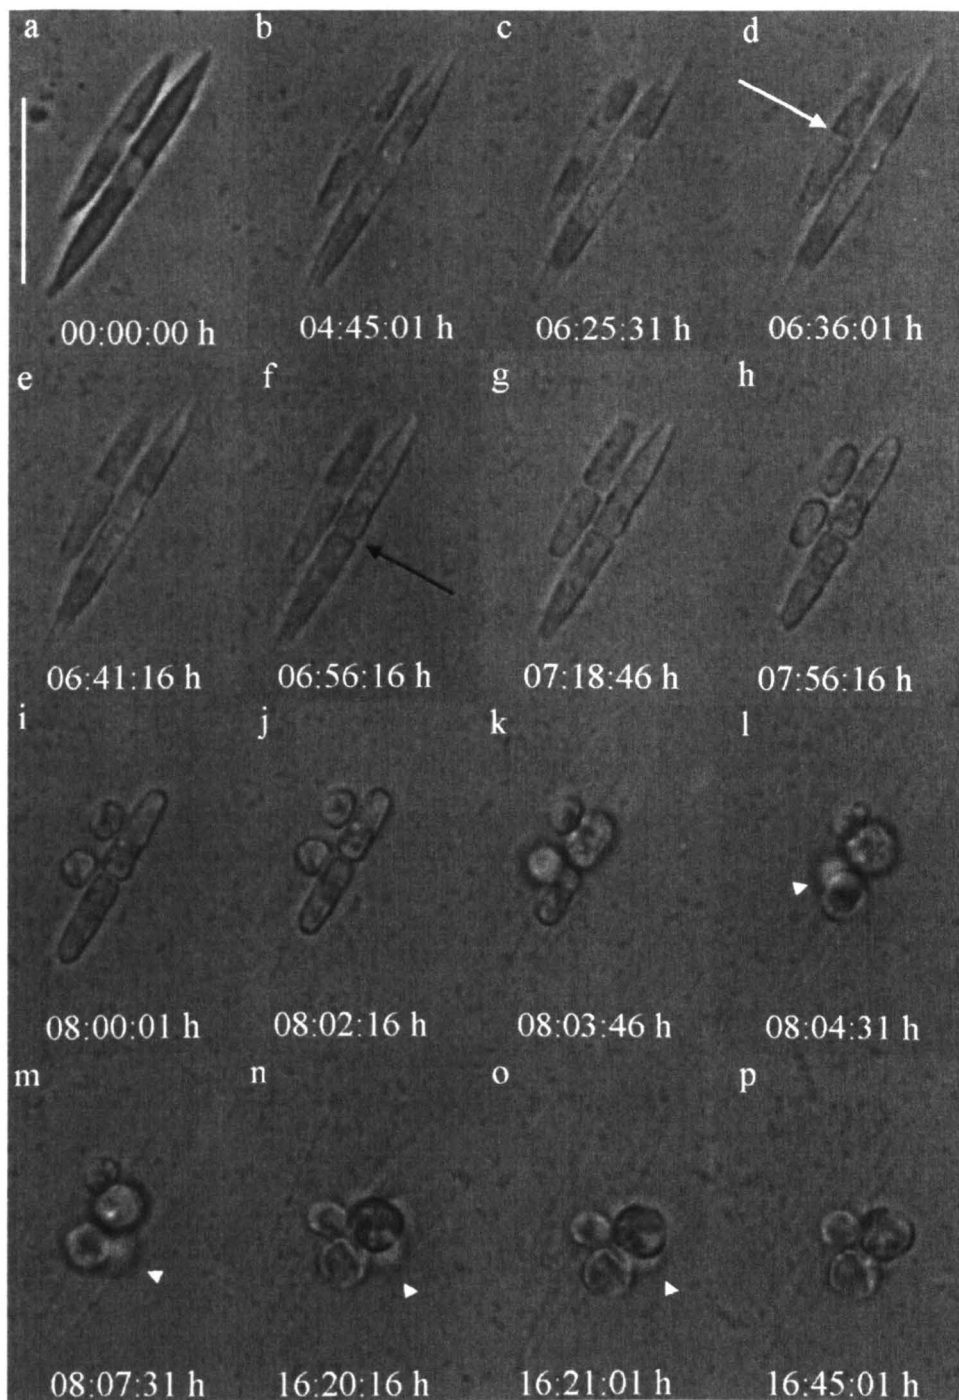 a b c d
00:00:00 h 04:45:01 h 06:25:31 h 06:36:01 h
e f g h
06:41:16 h 06:56:16 h 07:18:46 h 07:56:16 h
i j k l
08:00:01 h 08:02:16 h 08:03:46 h 08:04:31 h
m n o p
08:07:31 h 16:20:16 h 16:21:01 h 16:45:01 h